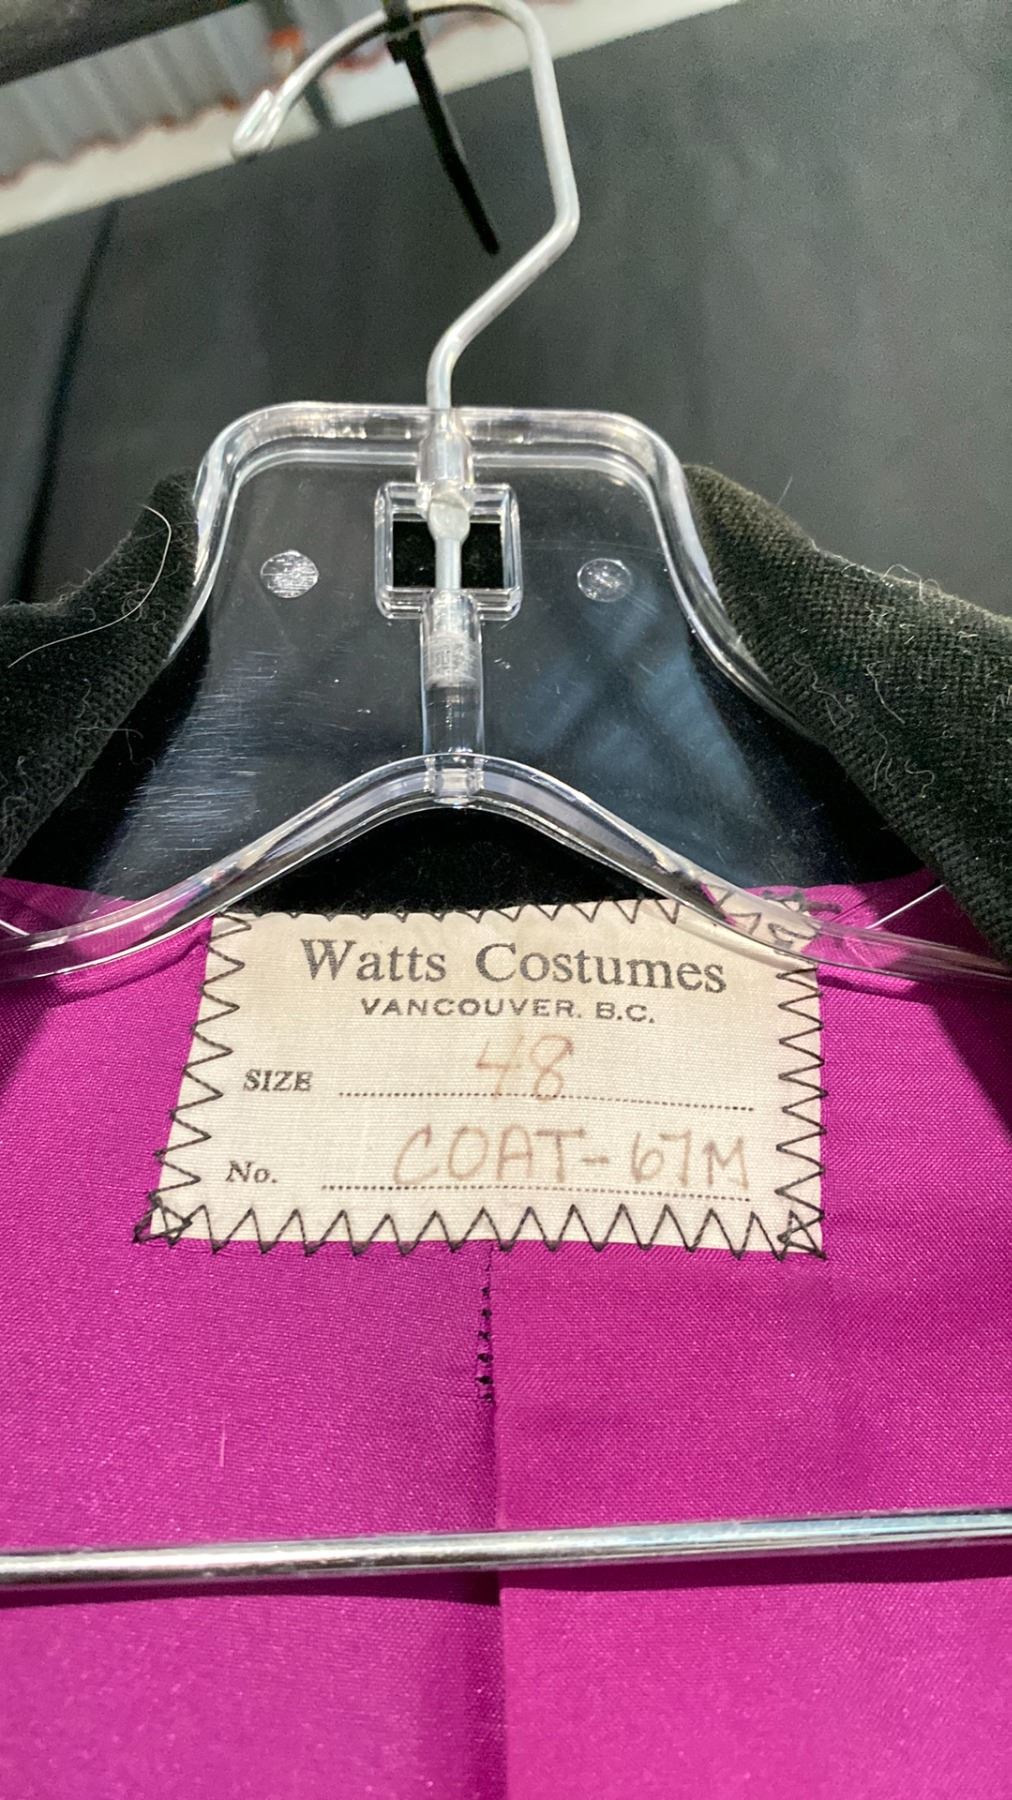 Watts Costumes
VANCOUVER. B.C.
SIZE 48
No. COAT-67M